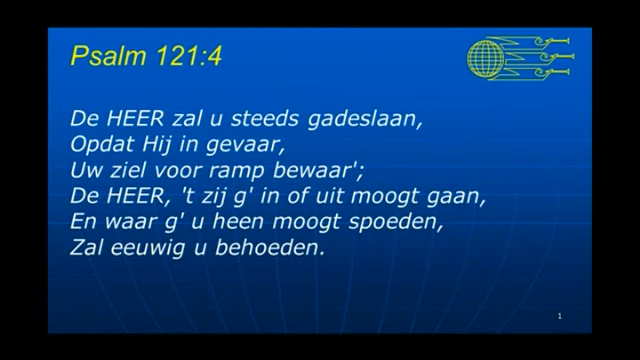 Psalm 121:4
De HEER zal u steeds gadeslaan,
Opdat Hij in gevaar,
Uw ziel voor ramp bewaar';
De HEER, 't zij g' in of uit moogt gaan,
En waar g' u heen moogt spoeden,
Zal eeuwig u behoeden.
1